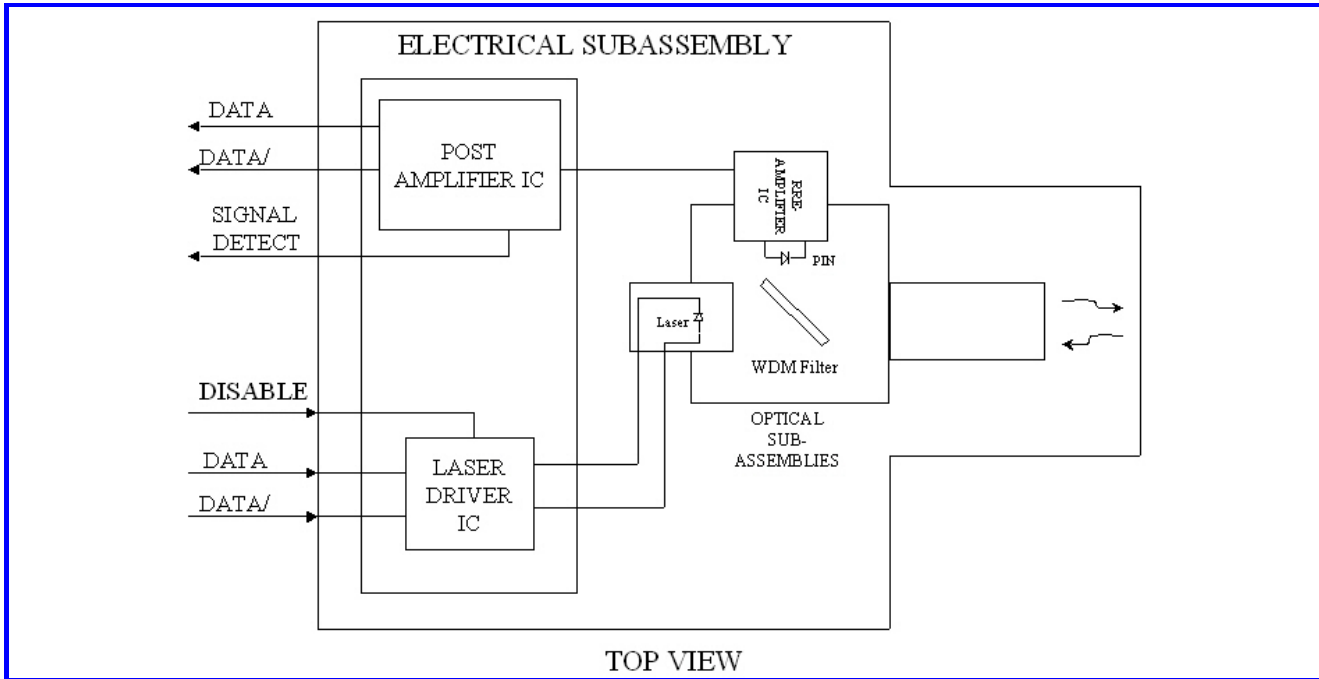 ELECTRICAL SUBASSEMBLY
DATA
DATA/
SIGNAL
DETECT
POST
AMPLIFIER IC
RRE-
AMPLIFIER
IC
PIN
Laser
WDM Filter
OPTICAL
SUB-
ASSEMBLIES
DISABLE
DATA
DATA/
LASER
DRIVER
IC
TOP VIEW